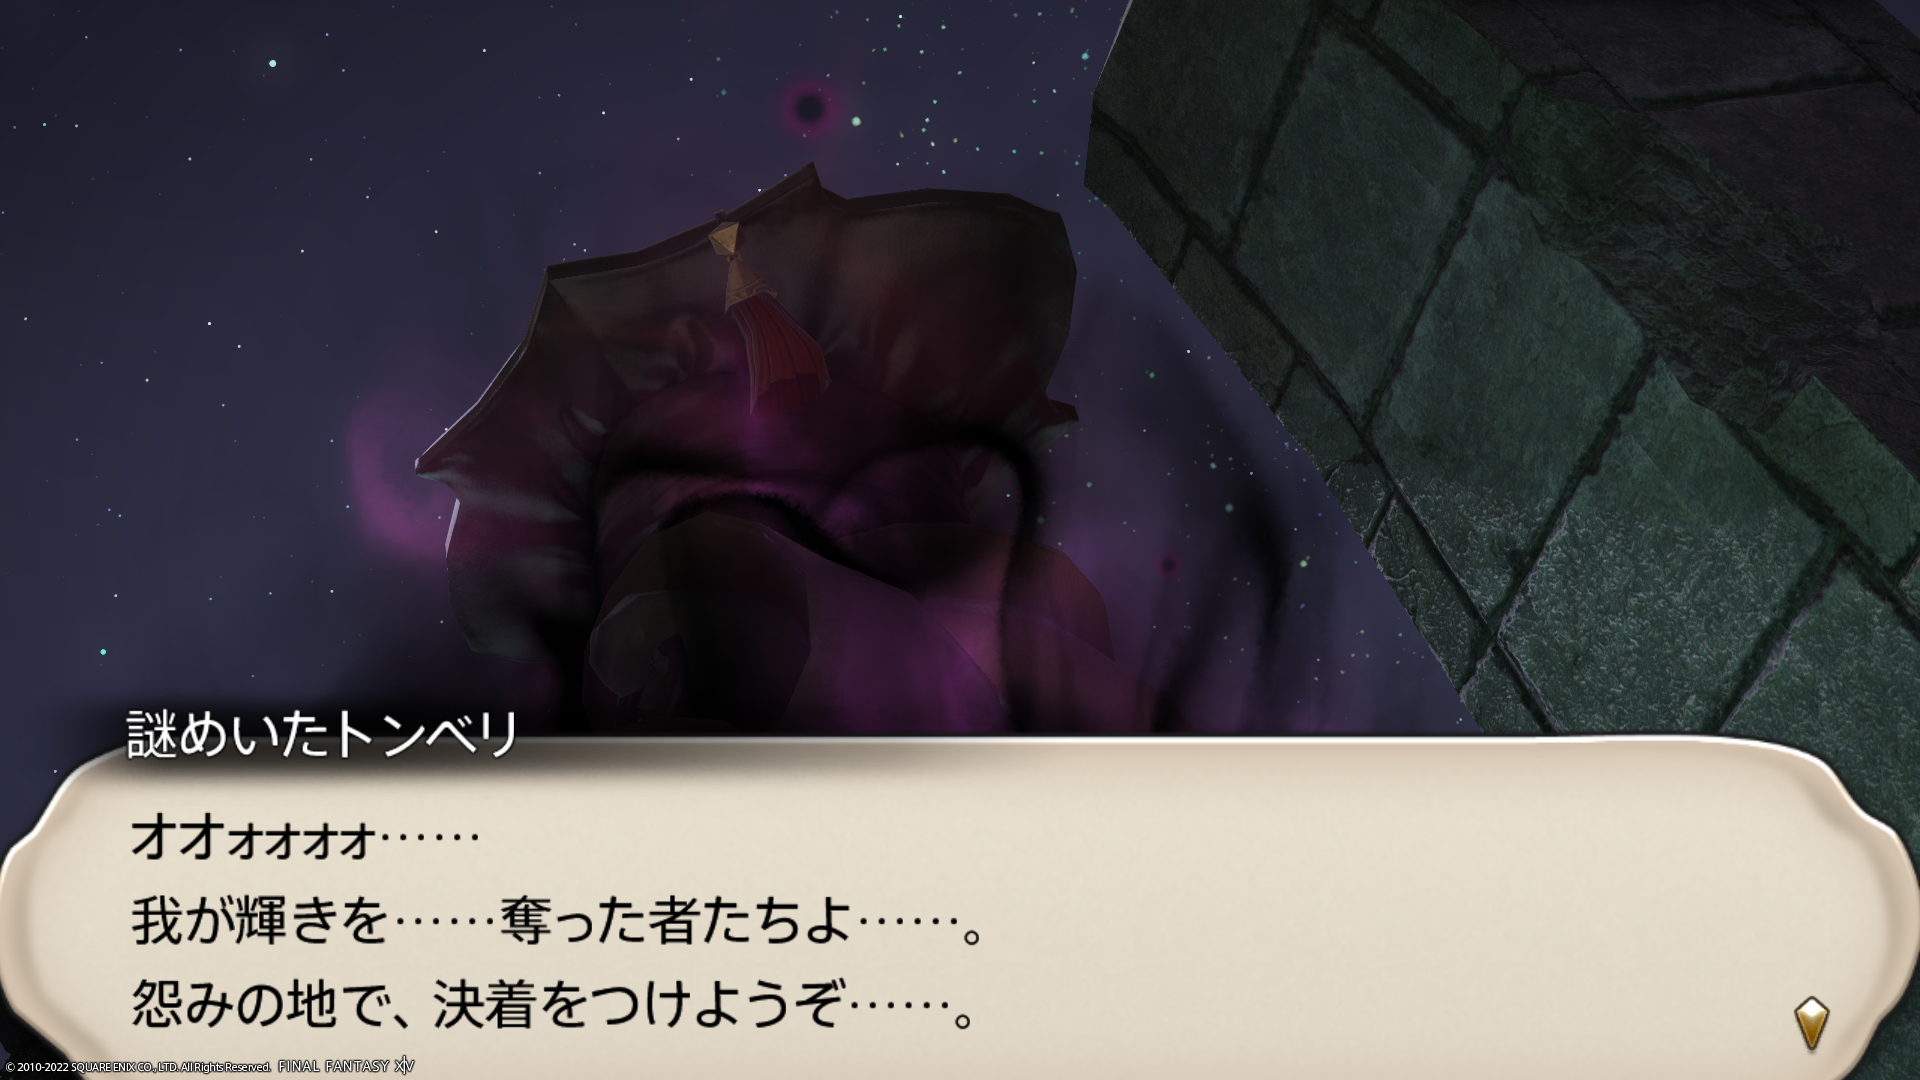 謎めいたトンベリ
オオォォォォ……
我が輝きを……奪った者たちよ……。
怨みの地で、決着をつけようぞ……。
© 2010-2022 SQUARE ENIX CO., LTD. All Rights Reserved. FINAL FANTASY XIV